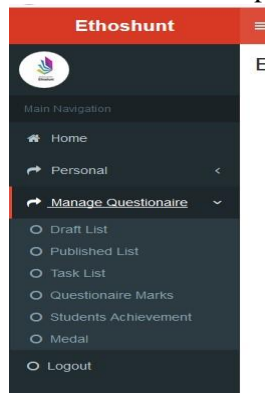 Ethoshunt
E
Main Navigation
Home
Personal
Manage Questionaire
Draft List
Published List
Task List
Questionaire Marks
Students Achievement
Medal
Logout